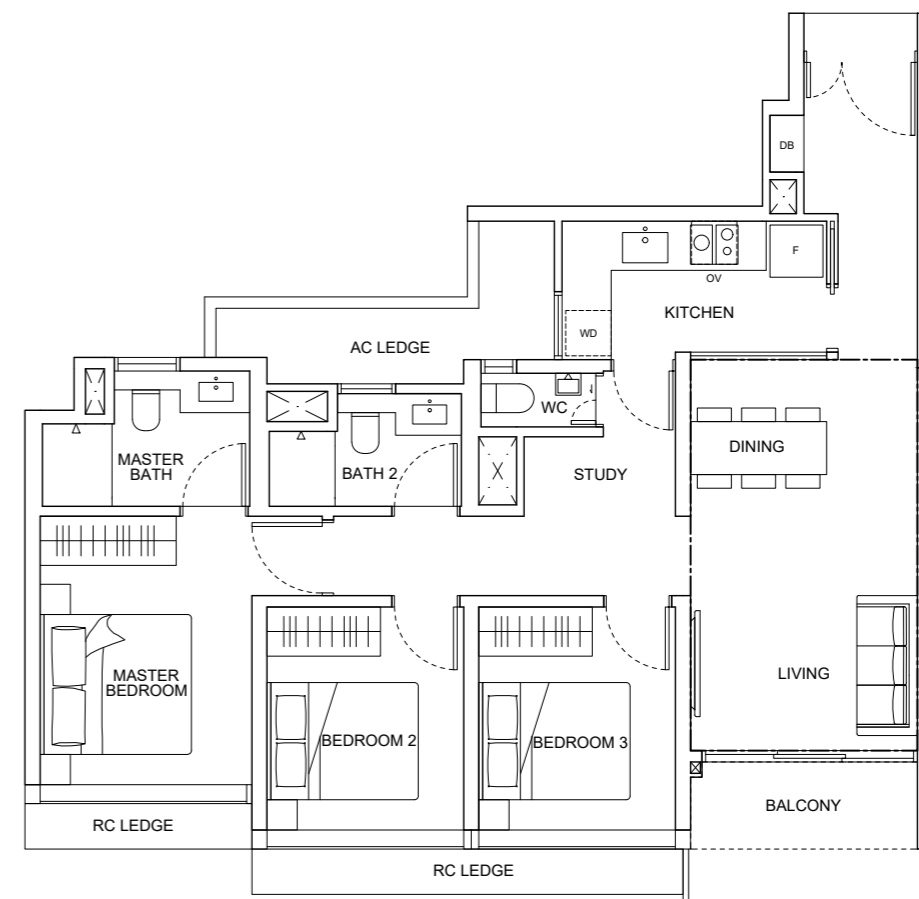 DB
F
OV
KITCHEN
WD
AC LEDGE
WC
MASTER
BATH
BATH 2
STUDY
DINING
MASTER
BEDROOM
BEDROOM 2
BEDROOM 3
LIVING
BALCONY
RC LEDGE
RC LEDGE